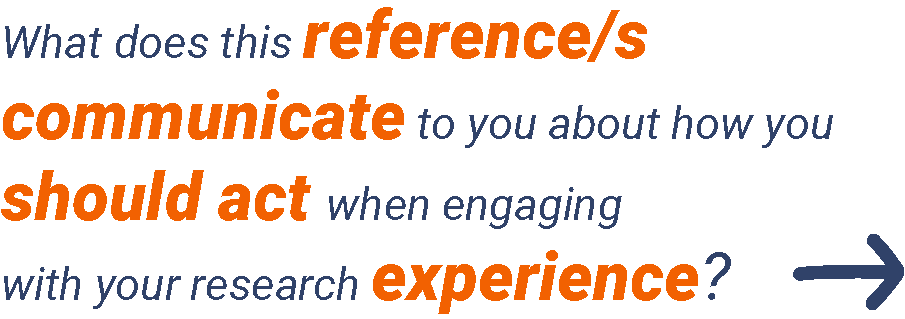 What does this reference/s
communicate to you about how you
should act when engaging
with your research experience?